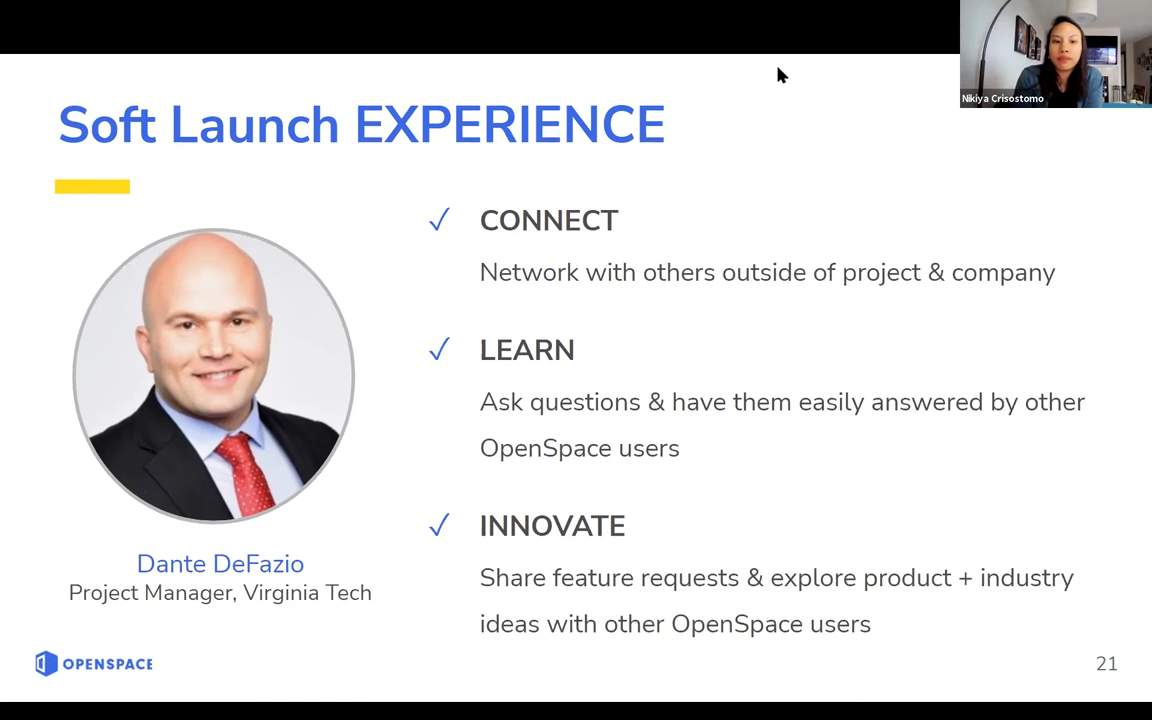 Nikiya Crisostomo
Soft Launch EXPERIENCE
✓ CONNECT
Network with others outside of project & company
✓ LEARN
Ask questions & have them easily answered by other
OpenSpace users
✓ INNOVATE
Share feature requests & explore product + industry
ideas with other OpenSpace users
Dante DeFazio
Project Manager, Virginia Tech
OPENSPACE
21